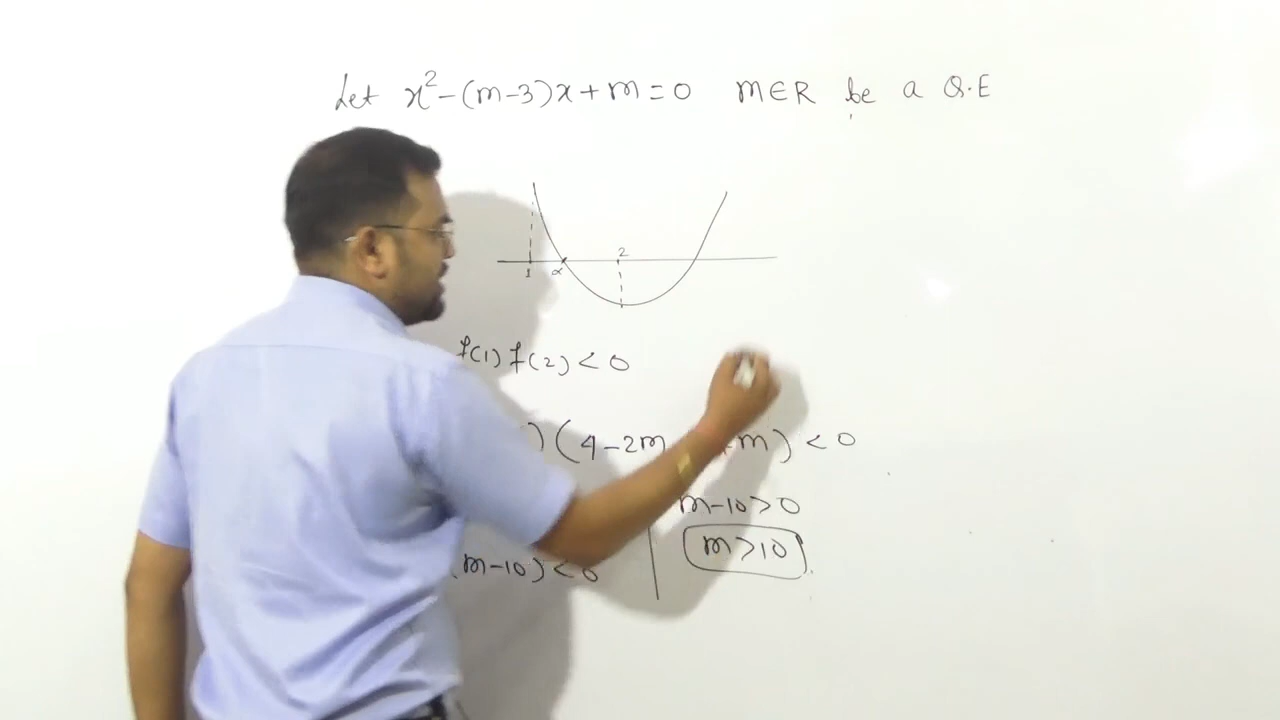 Let x²-(m-3)x+m=0 m∈R be a Q.E
1 α 2
f(1) f(2) < 0
) (4-2m m) < 0
m-10>0
m>10
(m-10) < 0